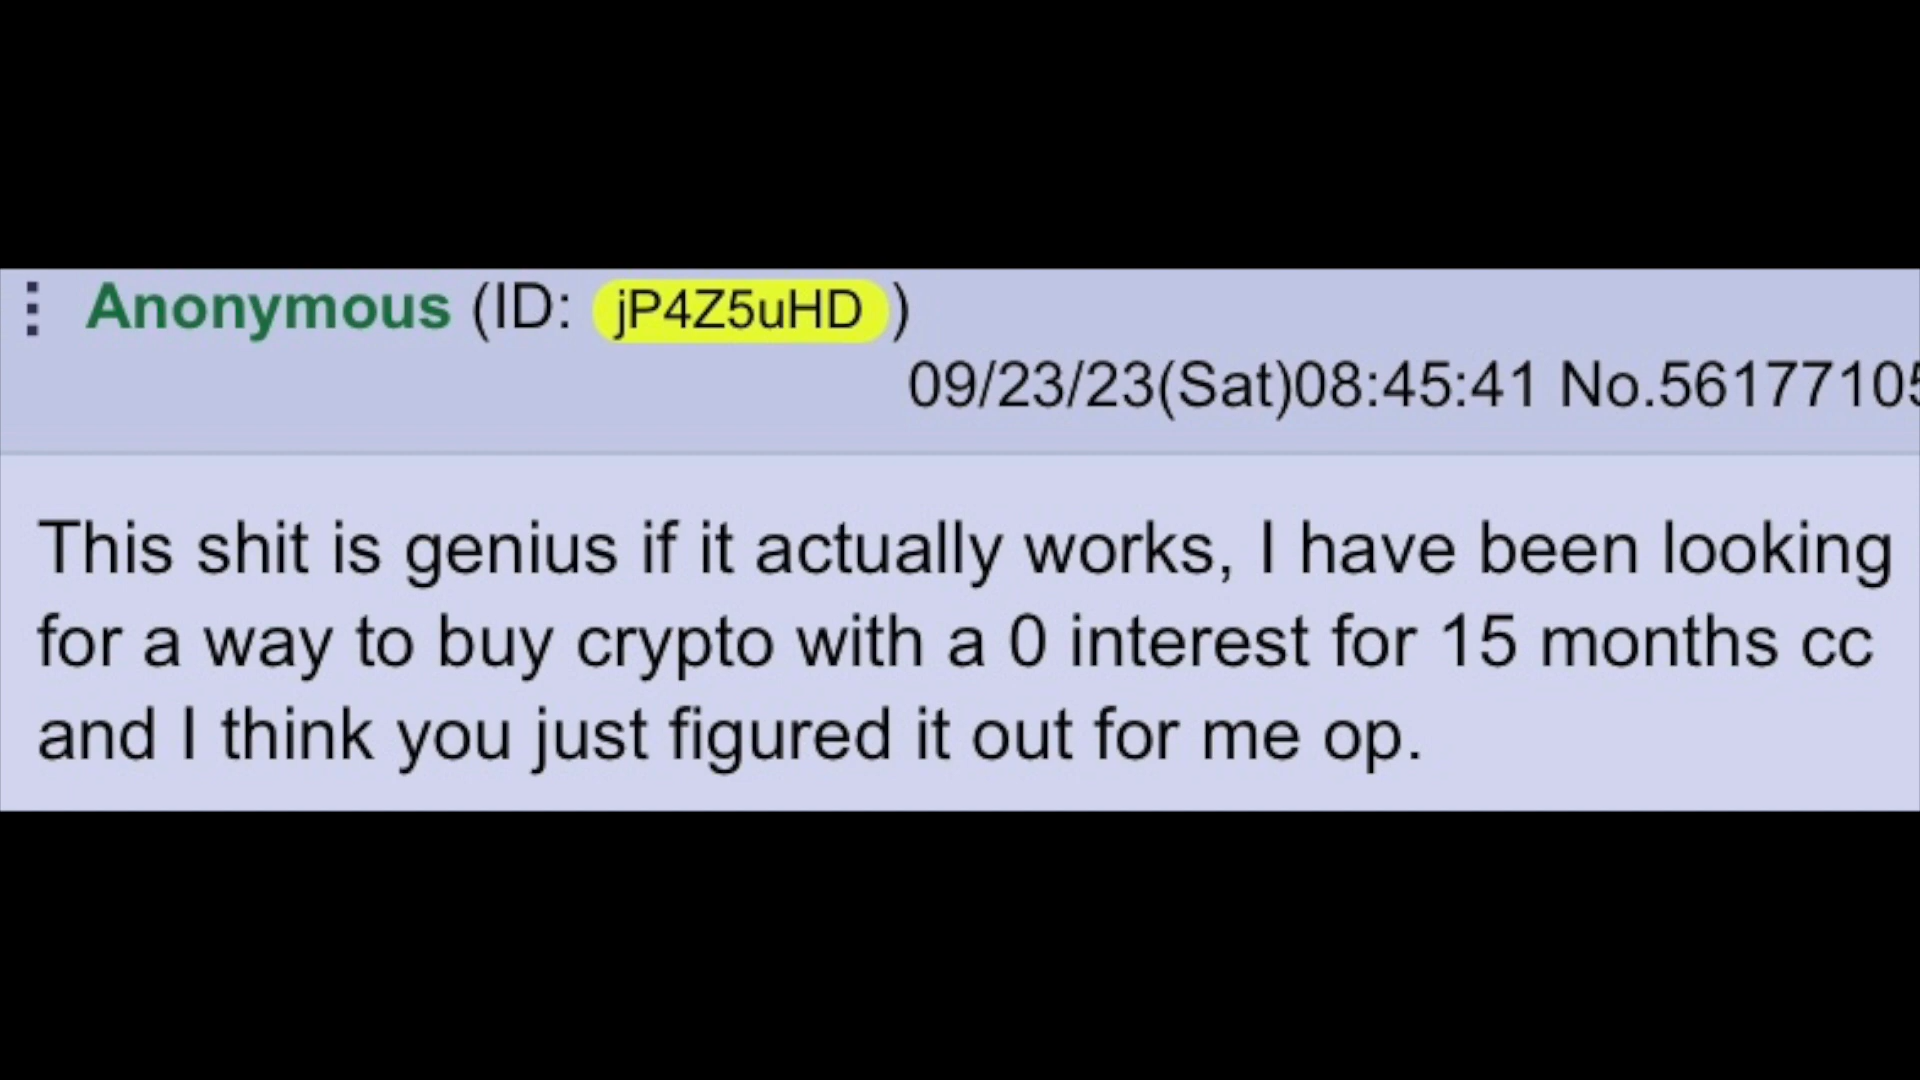 Anonymous (ID: jP4Z5uHD)
09/23/23(Sat)08:45:41 No.56177105
This shit is genius if it actually works, I have been looking
for a way to buy crypto with a 0 interest for 15 months cc
and I think you just figured it out for me op.